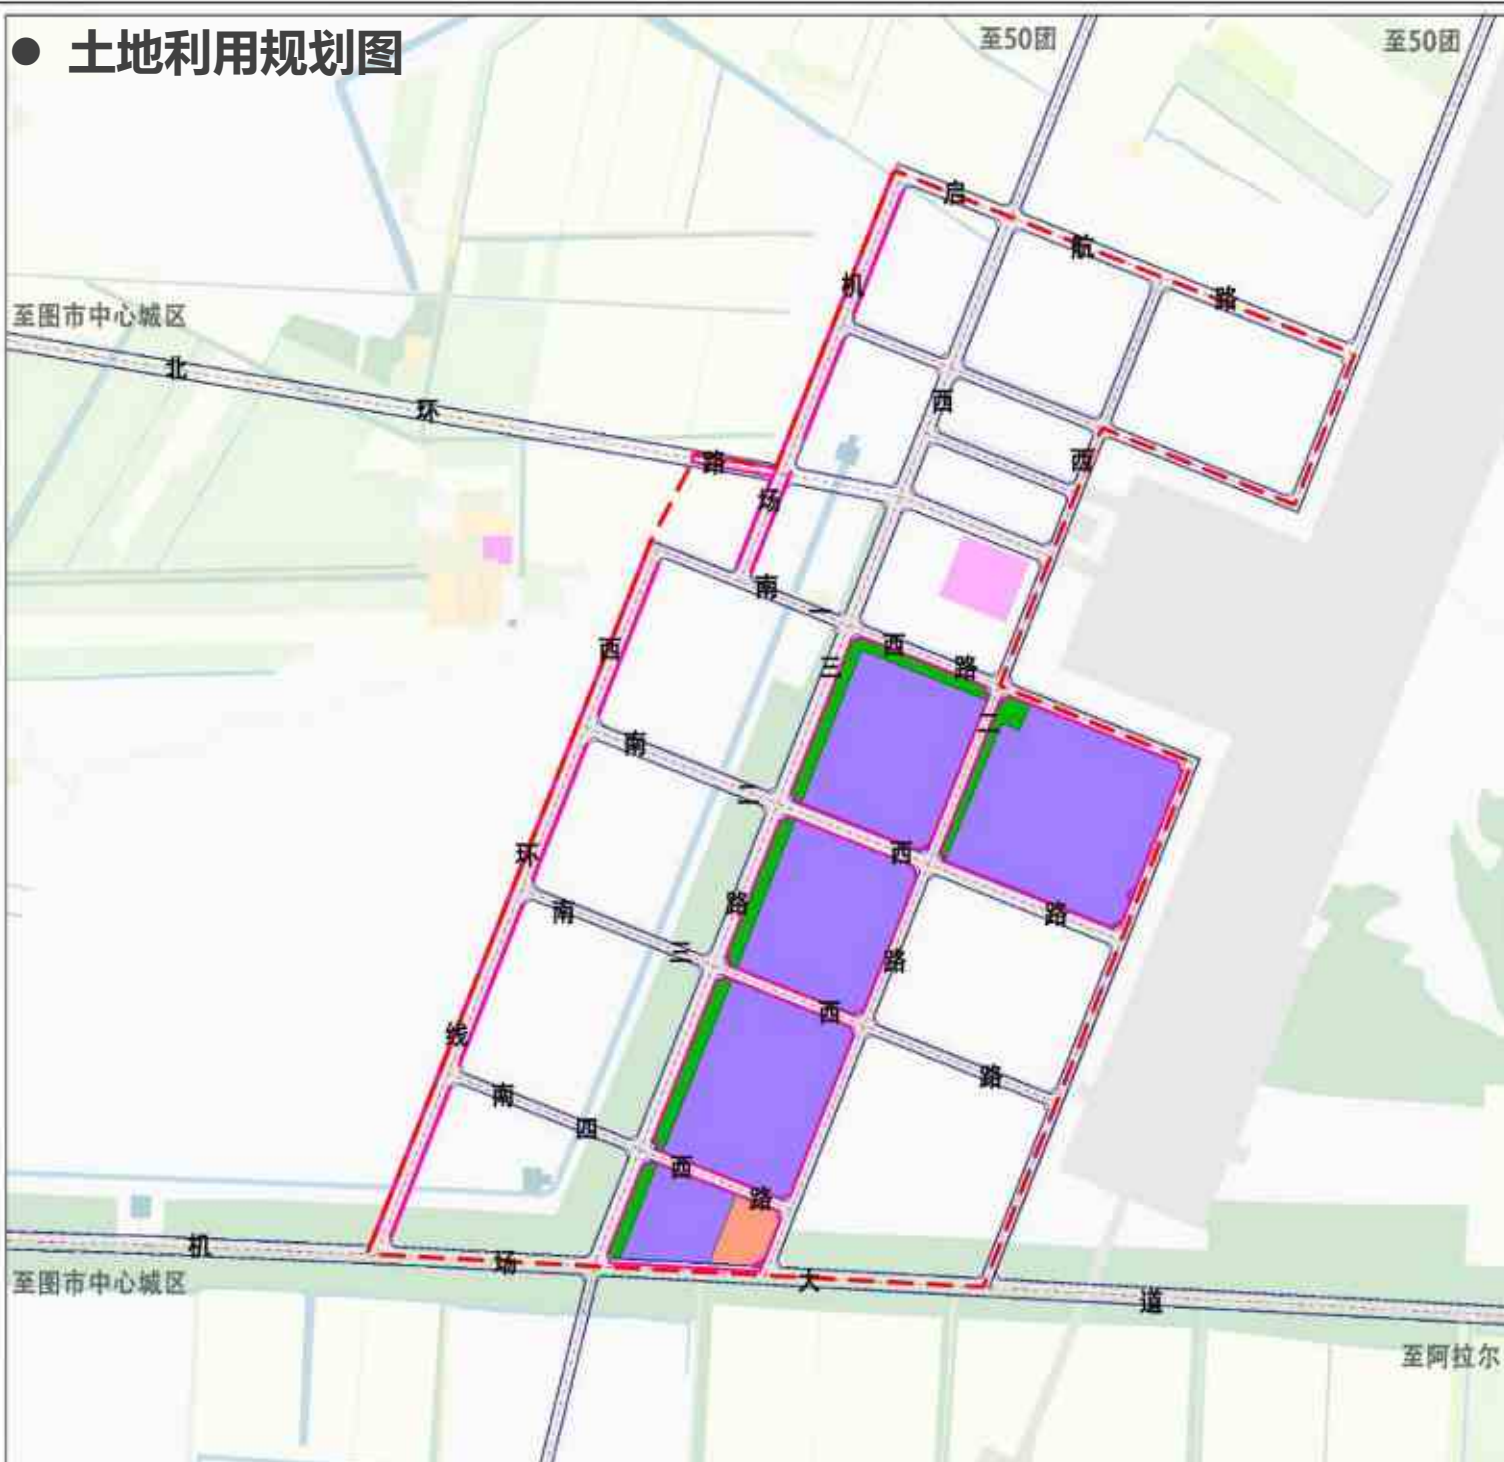 ● 土地利用规划图
至50团
至50团
启航路
至图市中心城区
北环路
机场
西三路
西二路
南一西路
西环线
南二西路
南三西路
南四西路
机场大道
至图市中心城区
至阿拉尔